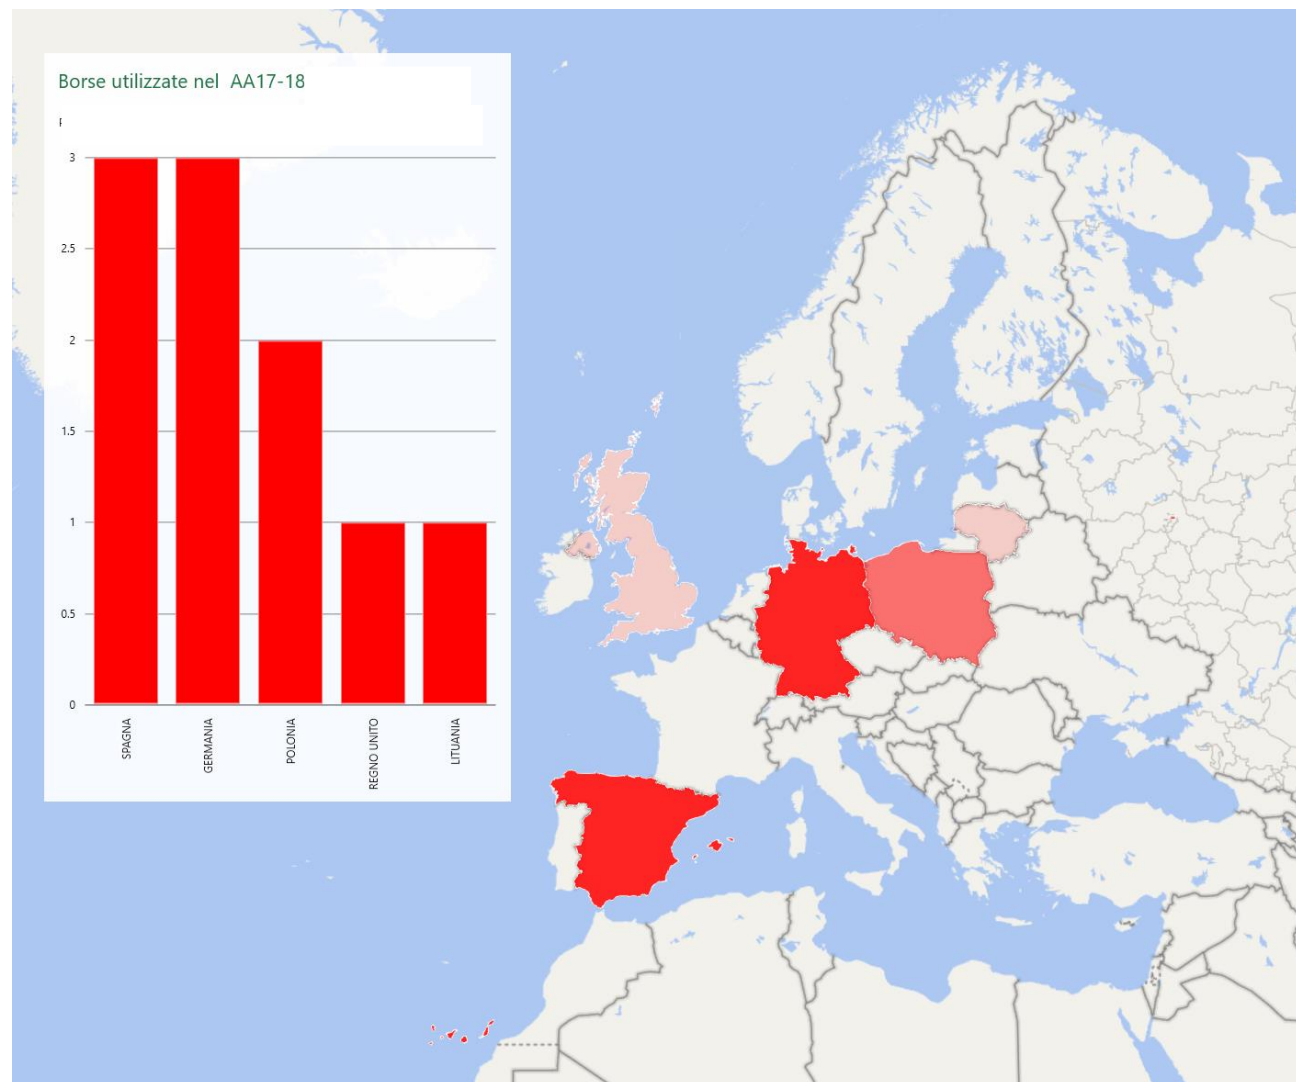 Borse utilizzate nel  AA17-18
3
2.5
2
1.5
1
0.5
0
SPAGNA
GERMANIA
POLONIA
REGNO UNITO
LITUANIA